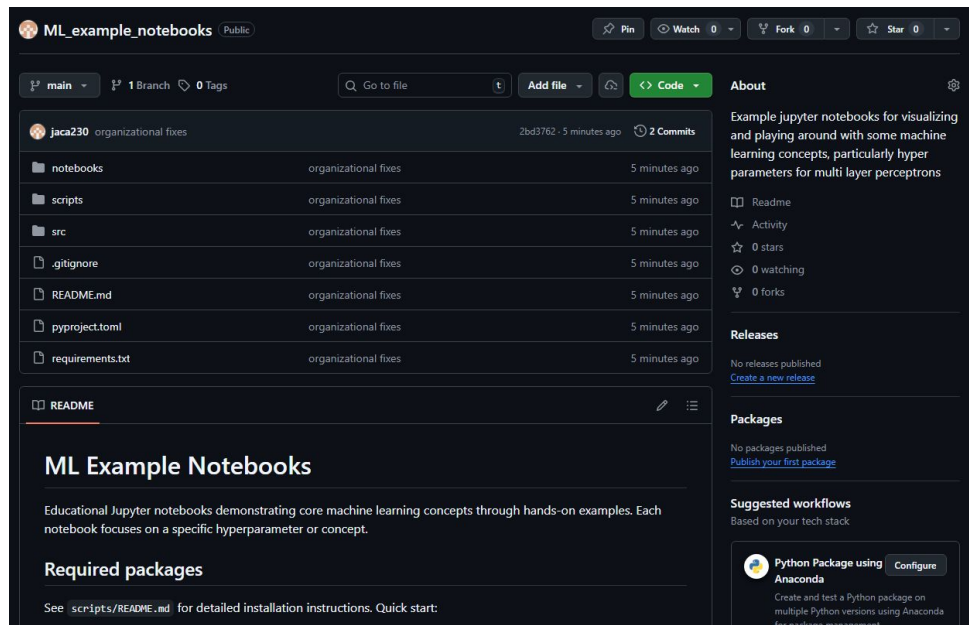 ML_example_notebooks Public
Pin
Watch 0
Fork 0
Star 0
main
1 Branch
0 Tags
Go to file
t
Add file
<> Code
jaca230 organizational fixes
2bd3762 · 5 minutes ago
2 Commits
notebooks organizational fixes 5 minutes ago
scripts organizational fixes 5 minutes ago
src organizational fixes 5 minutes ago
.gitignore organizational fixes 5 minutes ago
README.md organizational fixes 5 minutes ago
pyproject.toml organizational fixes 5 minutes ago
requirements.txt organizational fixes 5 minutes ago
README
ML Example Notebooks
Educational Jupyter notebooks demonstrating core machine learning concepts through hands-on examples. Each
notebook focuses on a specific hyperparameter or concept.
Required packages
See scripts/README.md for detailed installation instructions. Quick start:
About
Example jupyter notebooks for visualizing
and playing around with some machine
learning concepts, particularly hyper
parameters for multi layer perceptrons
Readme
Activity
0 stars
0 watching
0 forks
Releases
No releases published
Create a new release
Packages
No packages published
Publish your first package
Suggested workflows
Based on your tech stack
Python Package using
Anaconda
Configure
Create and test a Python package on
multiple Python versions using Anaconda
for package management.